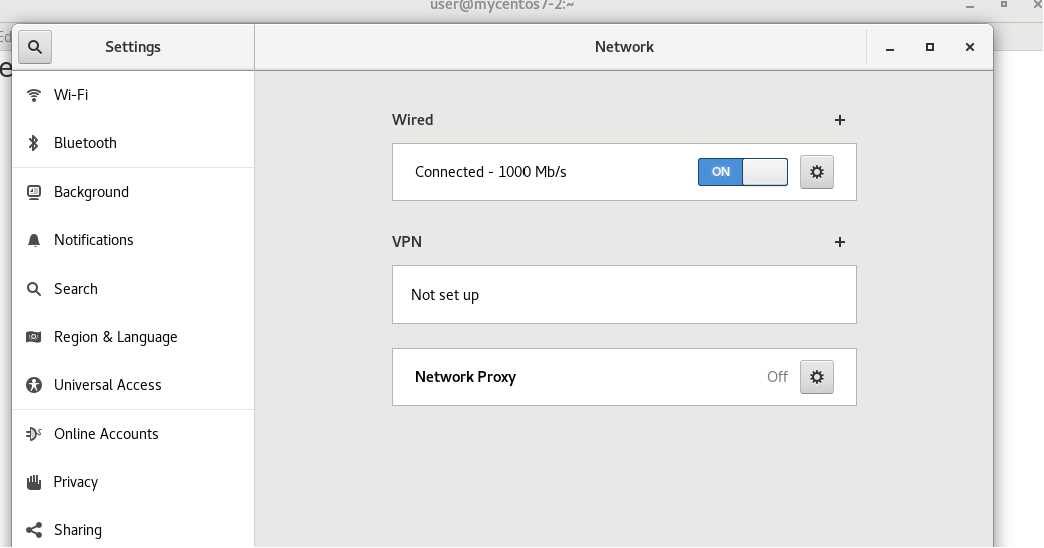 user@mycentos7-2:~
Ed
Settings
Network
e
Wi-Fi
Bluetooth
Background
Notifications
Search
Region & Language
Universal Access
Online Accounts
Privacy
Sharing
Wired
Connected - 1000 Mb/s
ON
VPN
Not set up
Network Proxy
Off